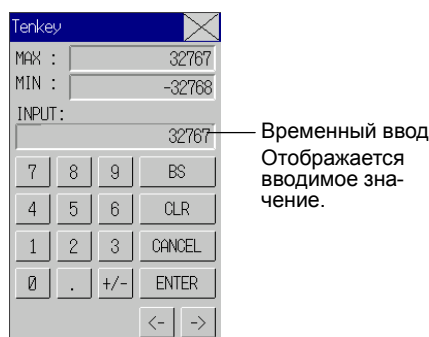 Tenkey
MAX : 32767
MIN : -32768
INPUT:
32767
7 8 9 BS
4 5 6 CLR
1 2 3 CANCEL
0 . +/- ENTER
<- ->
Временный ввод
Отображается
вводимое зна-
чение.